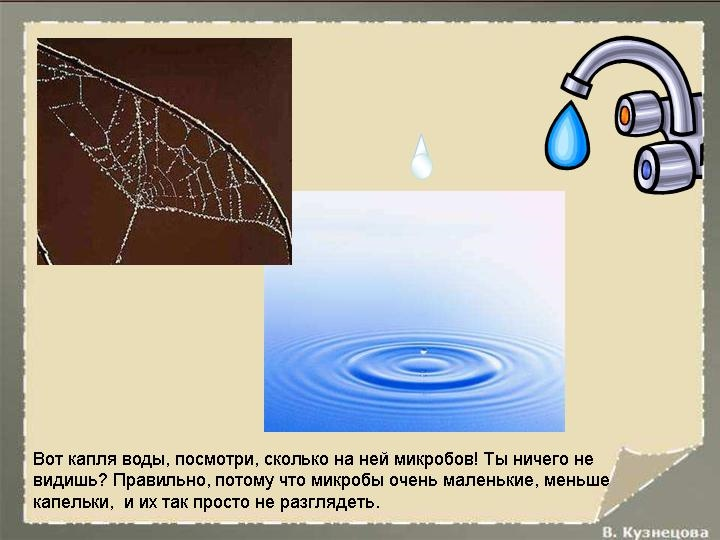 Вот капля воды, посмотри, сколько на ней микробов! Ты ничего не
видишь? Правильно, потому что микробы очень маленькие, меньше
капельки,  и их так просто не разглядеть.
В. Кузнецова